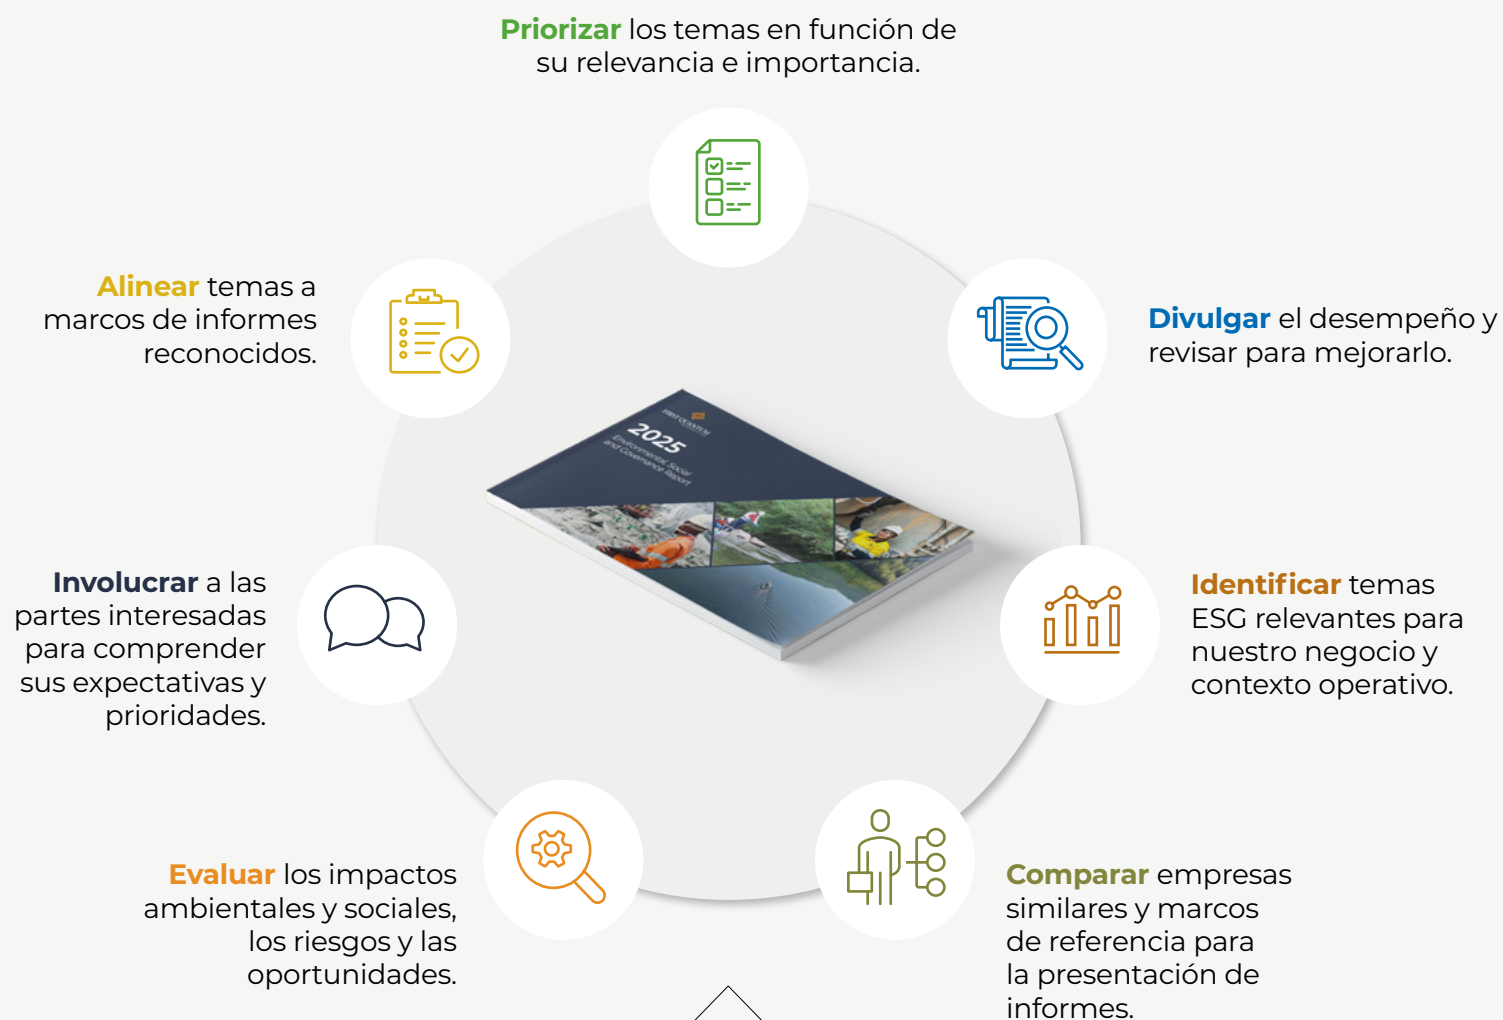 Priorizar los temas en función de
su relevancia e importancia.
Alinear temas a
marcos de informes
reconocidos.
Divulgar el desempeño y
revisar para mejorarlo.
FIRST QUANTUM
2025
Environmental, Social
and Governance Report
Involucrar a las
partes interesadas
para comprender
sus expectativas y
prioridades.
Identificar temas
ESG relevantes para
nuestro negocio y
contexto operativo.
Evaluar los impactos
ambientales y sociales,
los riesgos y las
oportunidades.
Comparar empresas
similares y marcos
de referencia para
la presentación de
informes.